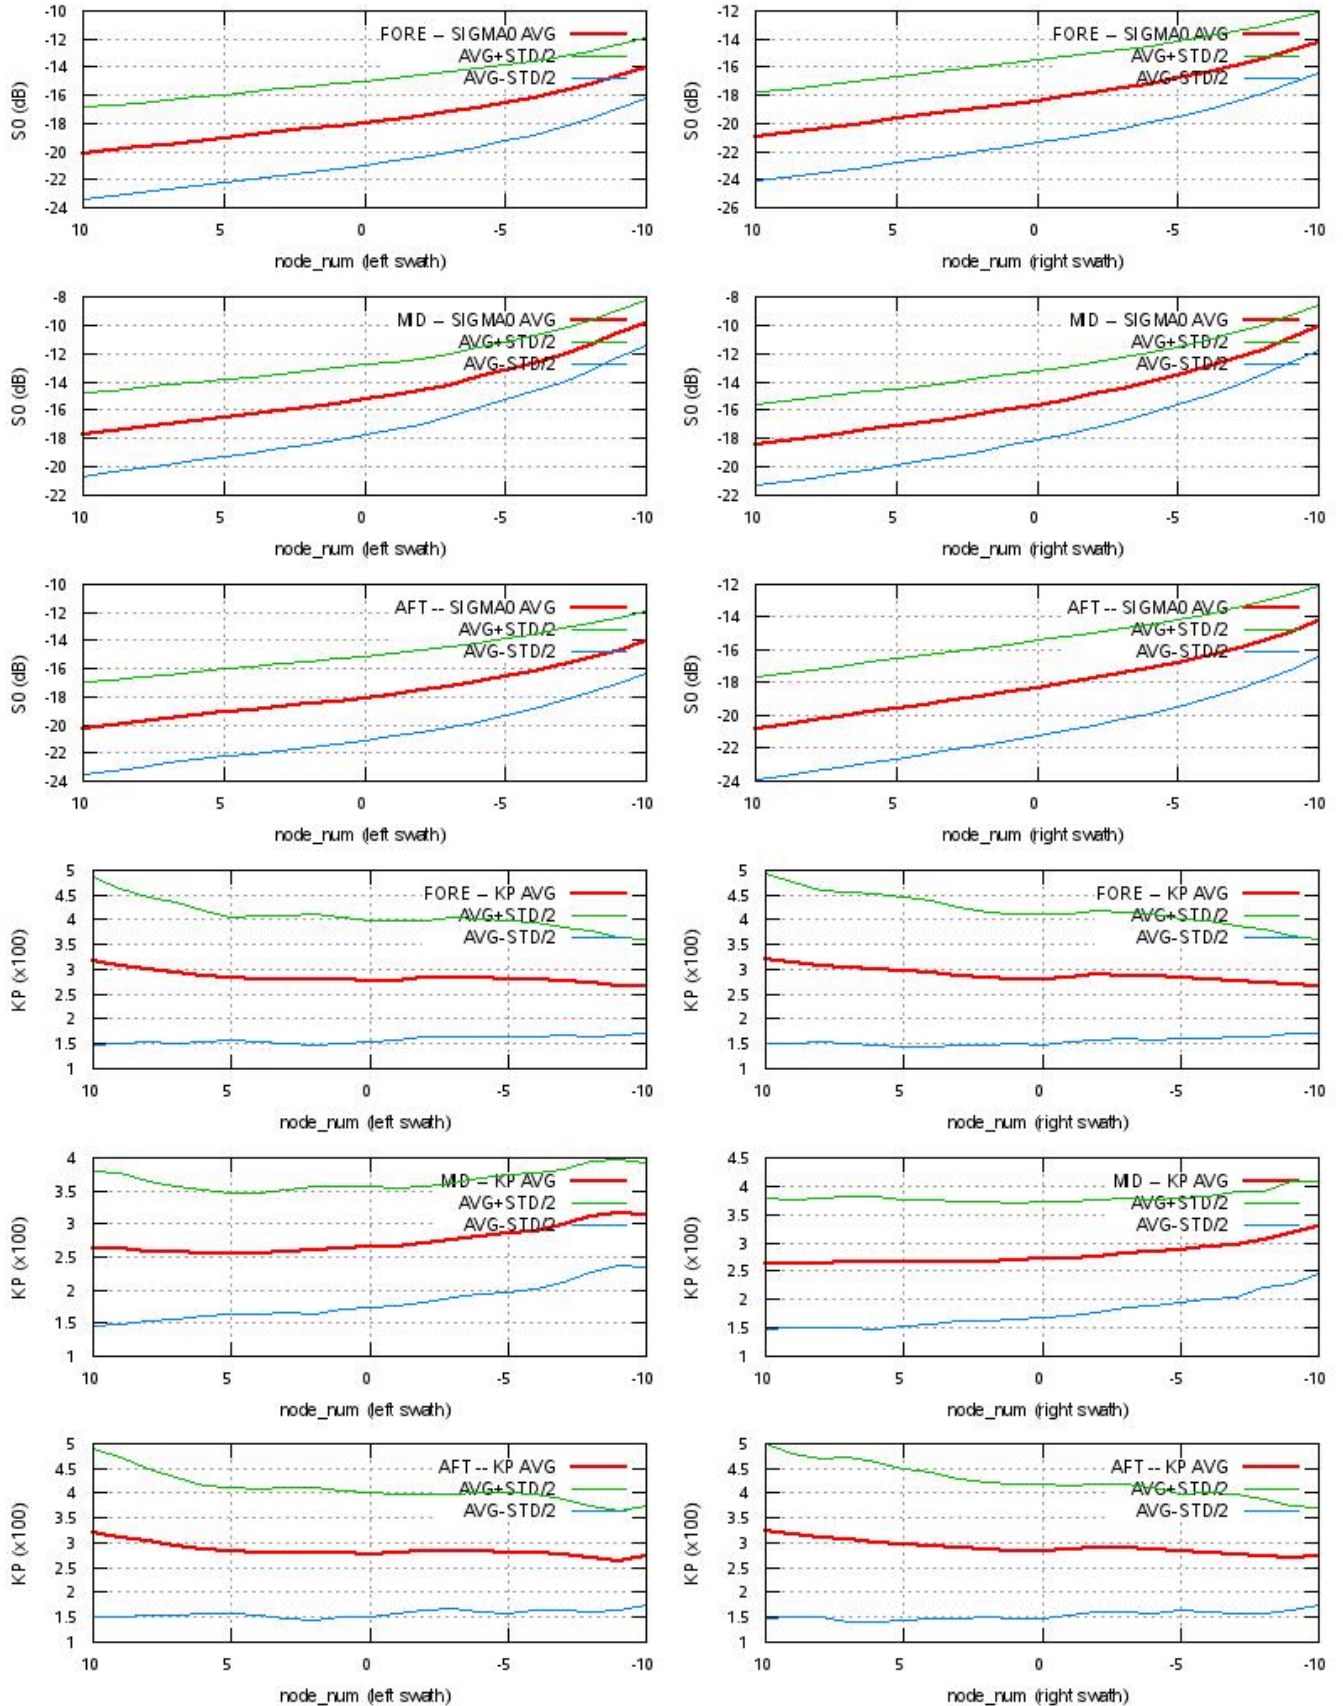 -10
-12
-14
-16
-18
-20
-22
-24
S0 (dB)
FORE -- SIGMA0 AVG
AVG+STD/2
AVG-STD/2
10 5 0 -5 -10
node_num (left swath)
-12
-14
-16
-18
-20
-22
-24
-26
S0 (dB)
FORE -- SIGMA0 AVG
AVG+STD/2
AVG-STD/2
10 5 0 -5 -10
node_num (right swath)
-8
-10
-12
-14
-16
-18
-20
-22
S0 (dB)
MID -- SIGMA0 AVG
AVG+STD/2
AVG-STD/2
10 5 0 -5 -10
node_num (left swath)
-8
-10
-12
-14
-16
-18
-20
-22
S0 (dB)
MID -- SIGMA0 AVG
AVG+STD/2
AVG-STD/2
10 5 0 -5 -10
node_num (right swath)
-10
-12
-14
-16
-18
-20
-22
-24
S0 (dB)
AFT -- SIGMA0 AVG
AVG+STD/2
AVG-STD/2
10 5 0 -5 -10
node_num (left swath)
-12
-14
-16
-18
-20
-22
-24
S0 (dB)
AFT -- SIGMA0 AVG
AVG+STD/2
AVG-STD/2
10 5 0 -5 -10
node_num (right swath)
5
4.5
4
3.5
3
2.5
2
1.5
1
KP (x100)
FORE -- KP AVG
AVG+STD/2
AVG-STD/2
10 5 0 -5 -10
node_num (left swath)
5
4.5
4
3.5
3
2.5
2
1.5
1
KP (x100)
FORE -- KP AVG
AVG+STD/2
AVG-STD/2
10 5 0 -5 -10
node_num (right swath)
4
3.5
3
2.5
2
1.5
1
KP (x100)
MID -- KP AVG
AVG+STD/2
AVG-STD/2
10 5 0 -5 -10
node_num (left swath)
4.5
4
3.5
3
2.5
2
1.5
1
KP (x100)
MID -- KP AVG
AVG+STD/2
AVG-STD/2
10 5 0 -5 -10
node_num (right swath)
5
4.5
4
3.5
3
2.5
2
1.5
1
KP (x100)
AFT -- KP AVG
AVG+STD/2
AVG-STD/2
10 5 0 -5 -10
node_num (left swath)
5
4.5
4
3.5
3
2.5
2
1.5
1
KP (x100)
AFT -- KP AVG
AVG+STD/2
AVG-STD/2
10 5 0 -5 -10
node_num (right swath)